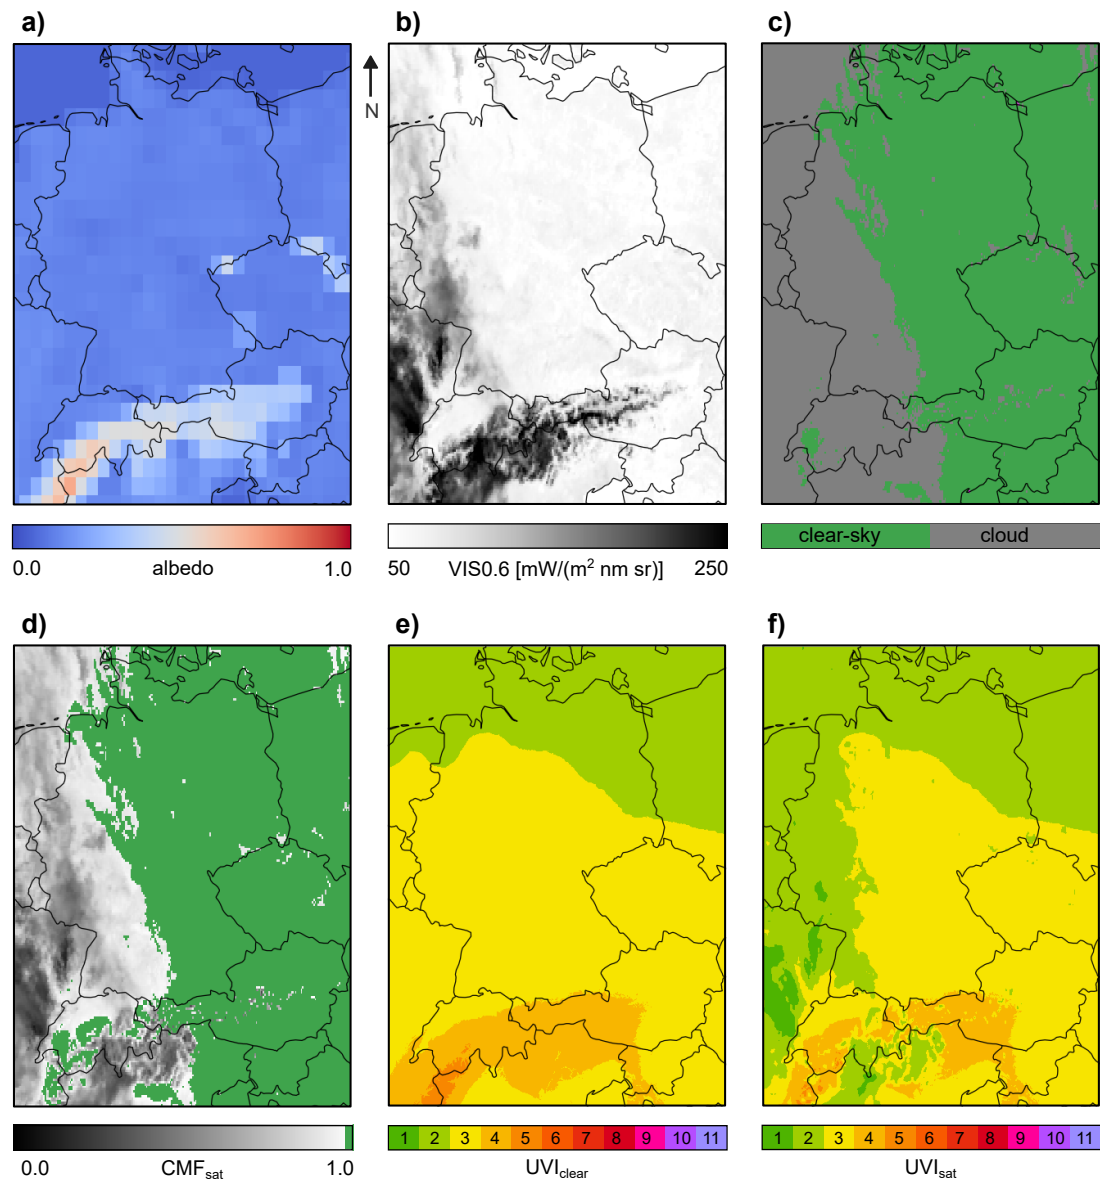 a)
b)
c)
N
0.0 albedo 1.0
50 VIS0.6 [mW/(m² nm sr)] 250
clear-sky cloud
d)
e)
f)
0.0 CMFsat 1.0
1 2 3 4 5 6 7 8 9 10 11
UVIclear
1 2 3 4 5 6 7 8 9 10 11
UVIsat